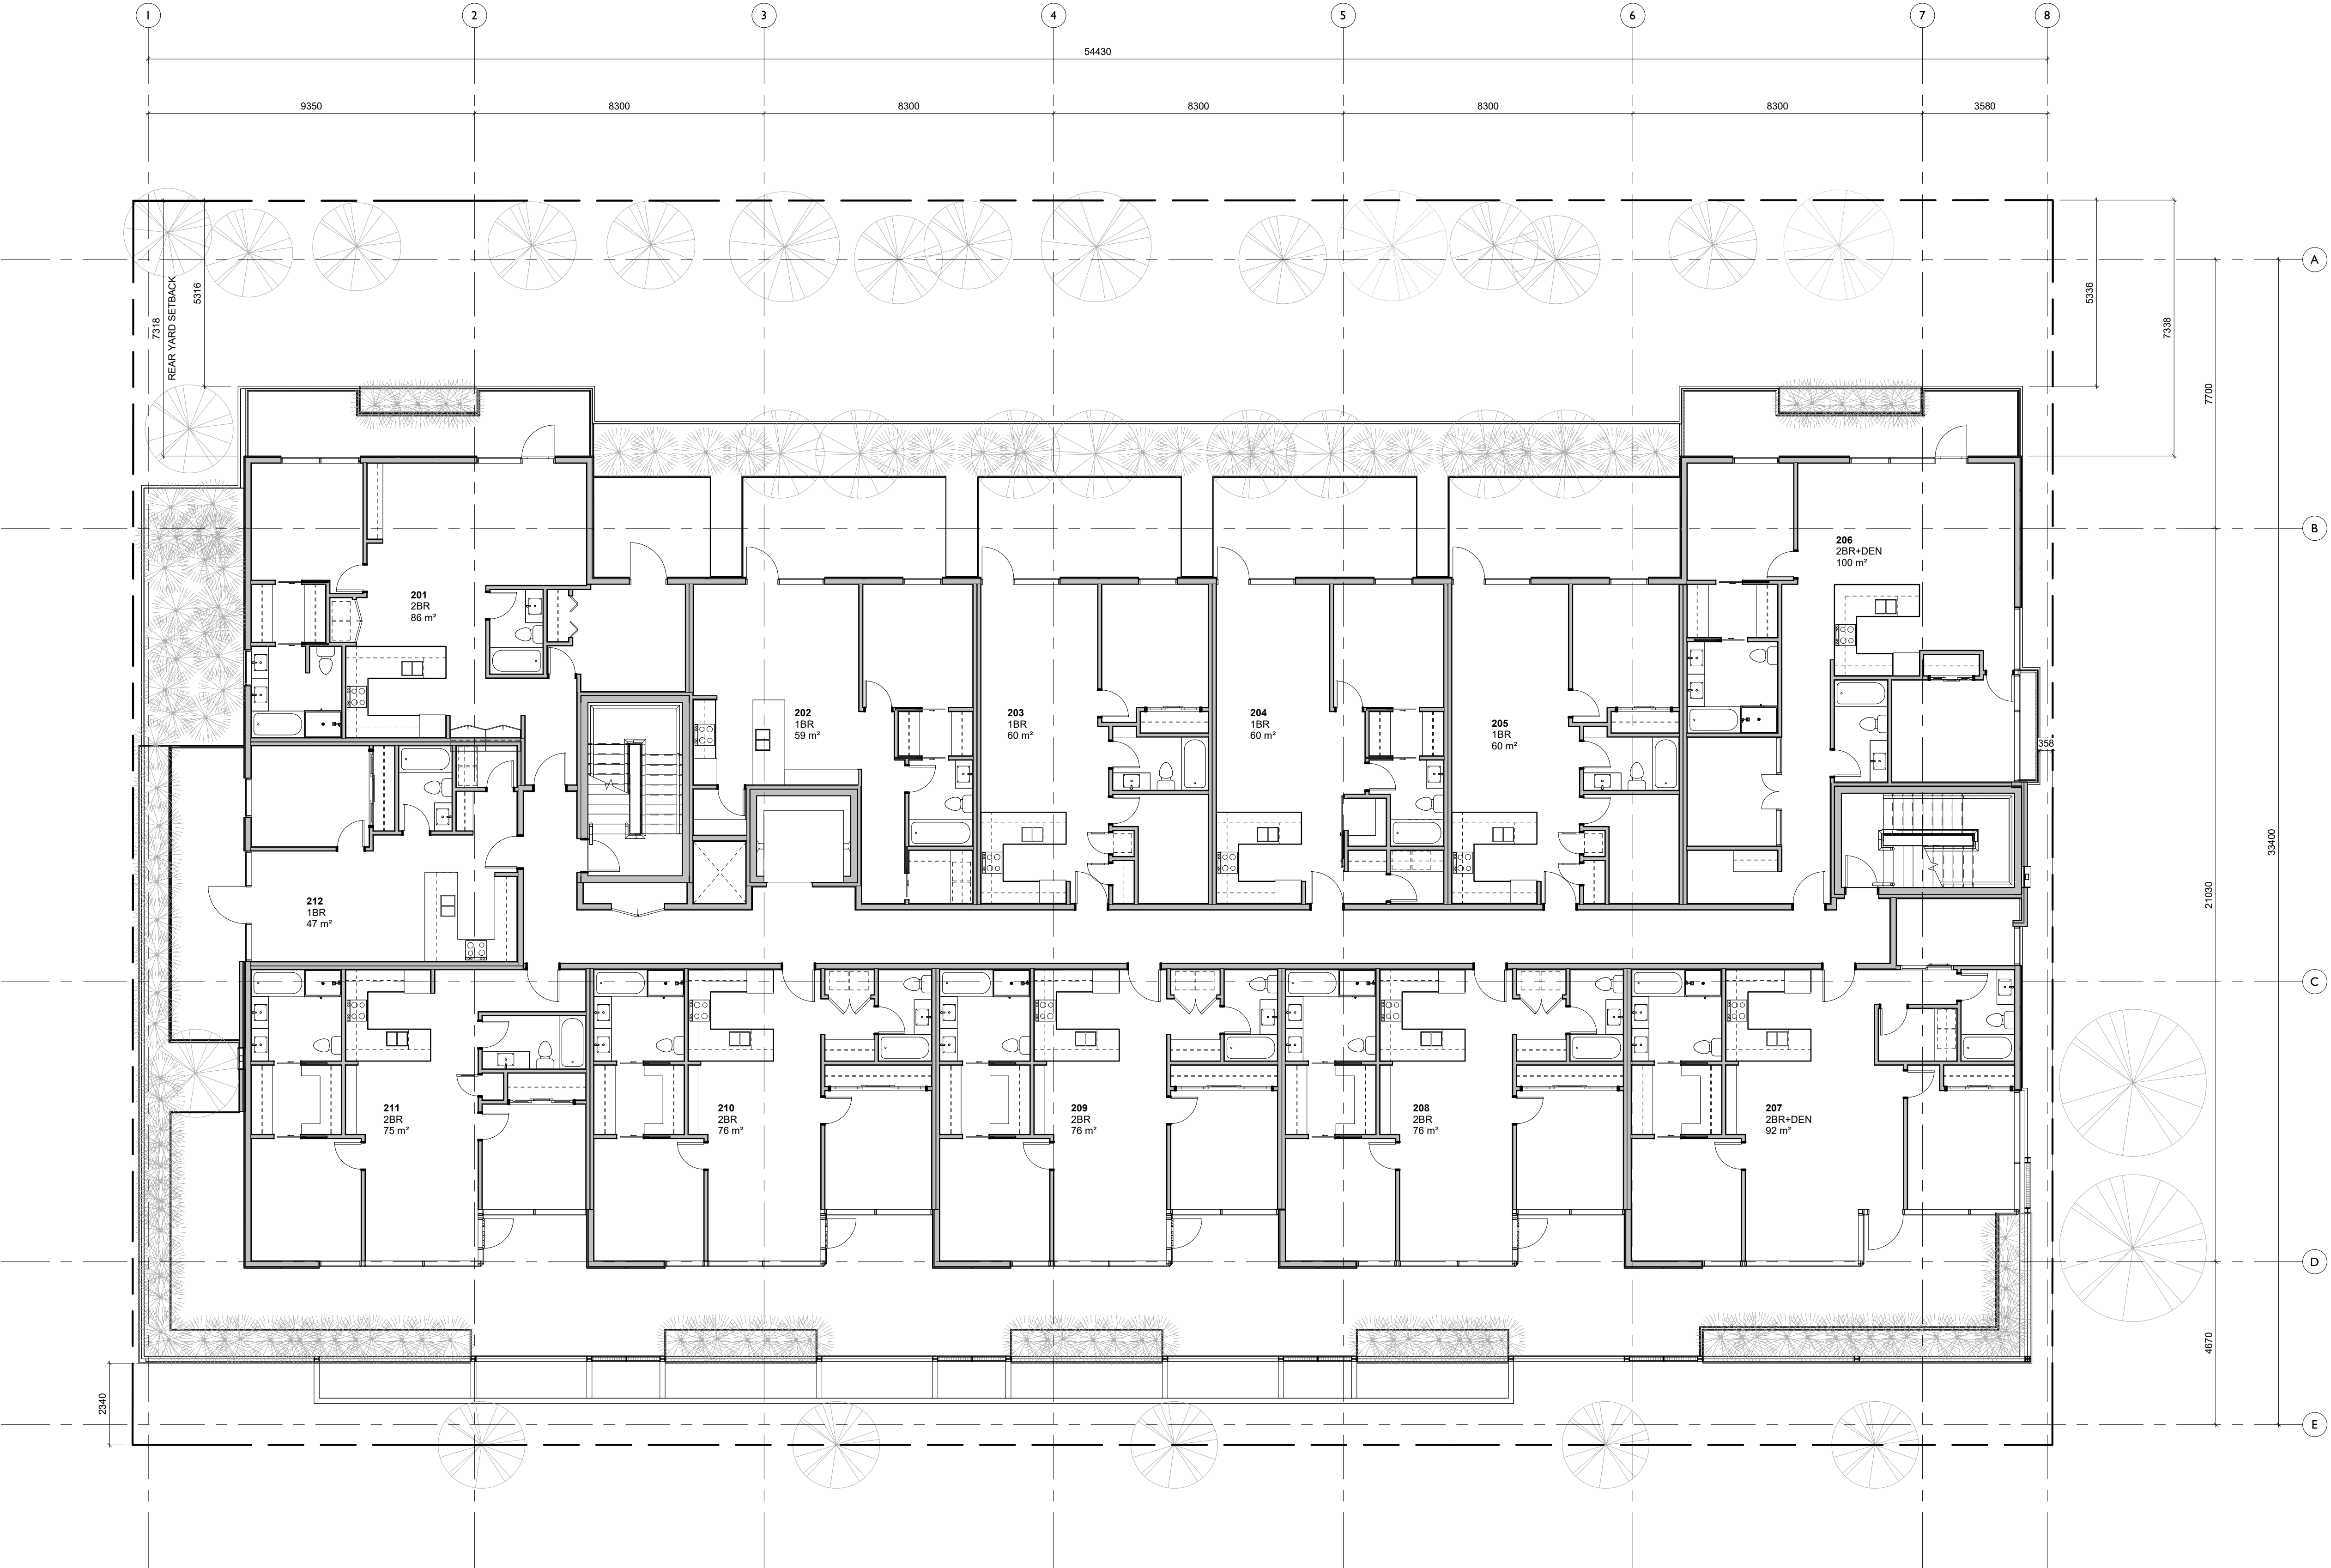 1 2 3 4 5 6 7 8
54430
9350 8300 8300 8300 8300 8300 3580
A
REAR YARD SETBACK
7318
5316
5336
7338
7700
B
201
2BR
86 m²
206
2BR+DEN
100 m²
202
1BR
59 m²
203
1BR
60 m²
204
1BR
60 m²
205
1BR
60 m²
358
33400
21030
212
1BR
47 m²
C
211
2BR
75 m²
210
2BR
76 m²
209
2BR
76 m²
208
2BR
76 m²
207
2BR+DEN
92 m²
D
4670
2340
E